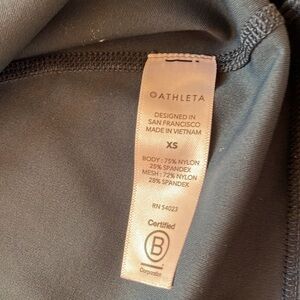 ATHLETA
DESIGNED IN
SAN FRANCISCO
MADE IN VIETNAM
XS
BODY : 75% NYLON
25% SPANDEX
MESH : 72% NYLON
28% SPANDEX
RN 54023
Certified
B
Corporation